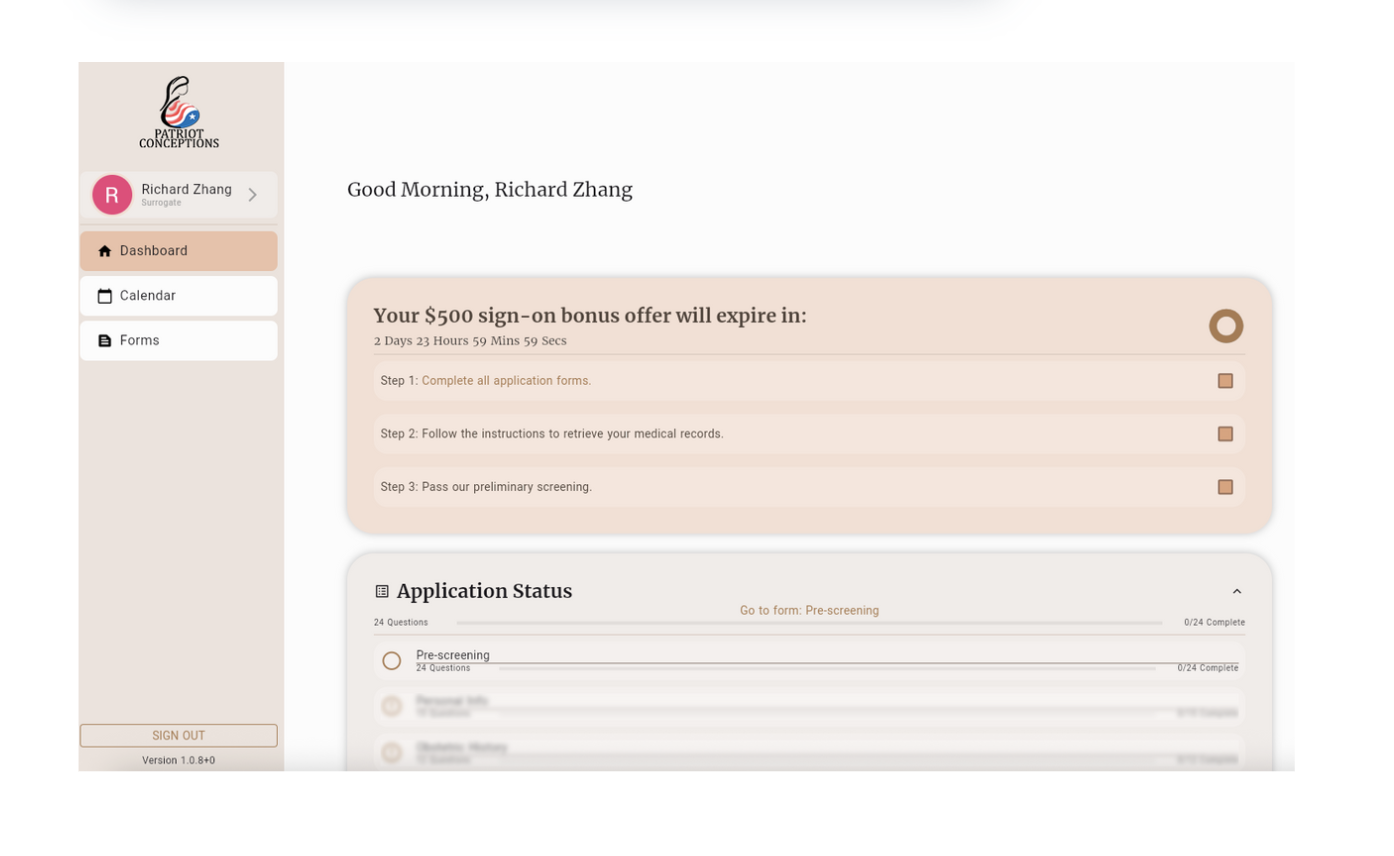 PATRIOT
CONCEPTIONS
R
Richard Zhang
Surrogate
Dashboard
Calendar
Forms
SIGN OUT
Version 1.0.8+0
Good Morning, Richard Zhang
Your $500 sign-on bonus offer will expire in:
2 Days 23 Hours 59 Mins 59 Secs
Step 1: Complete all application forms.
Step 2: Follow the instructions to retrieve your medical records.
Step 3: Pass our preliminary screening.
Application Status
Go to form: Pre-screening
24 Questions 0/24 Complete
Pre-screening
24 Questions 0/24 Complete
Personal Info
Obstetric History